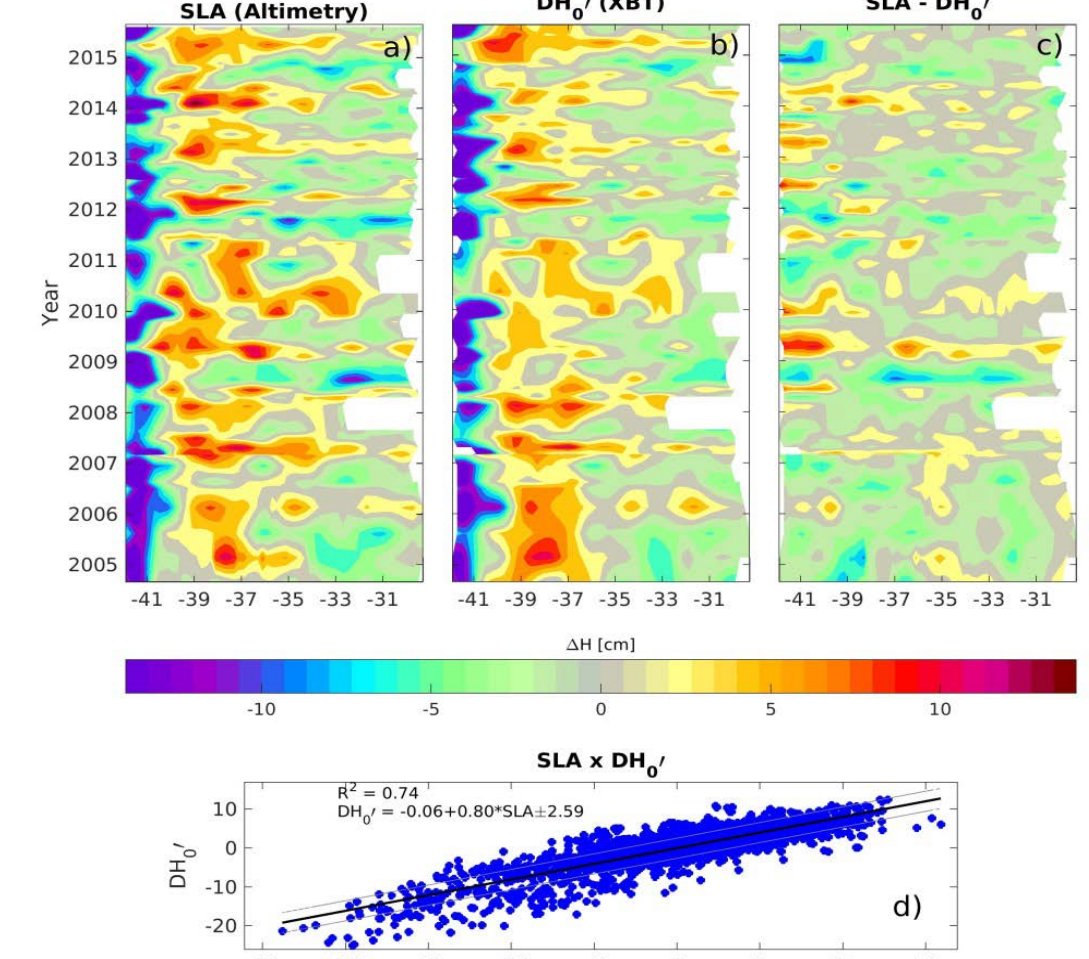 SLA (Altimetry)
DH0′ (XBT)
SLA - DH0′
a)
b)
c)
Year
2015
2014
2013
2012
2011
2010
2009
2008
2007
2006
2005
-41 -39 -37 -35 -33 -31
-41 -39 -37 -35 -33 -31
-41 -39 -37 -35 -33 -31
ΔH [cm]
-10 -5 0 5 10
SLA x DH0′
R2 = 0.74
DH0′ = -0.06+0.80*SLA±2.59
DH0′
10
0
-10
-20
d)